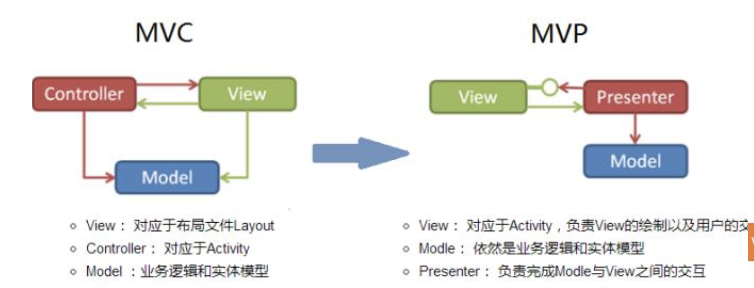 MVC
MVP
Controller
View
Model
View
Presenter
Model
View： 对应于布局文件Layout
Controller： 对应于Activity
Model ：业务逻辑和实体模型
View： 对应于Activity，负责View的绘制以及用户的交
Modle： 依然是业务逻辑和实体模型
Presenter： 负责完成Modle与View之间的交互